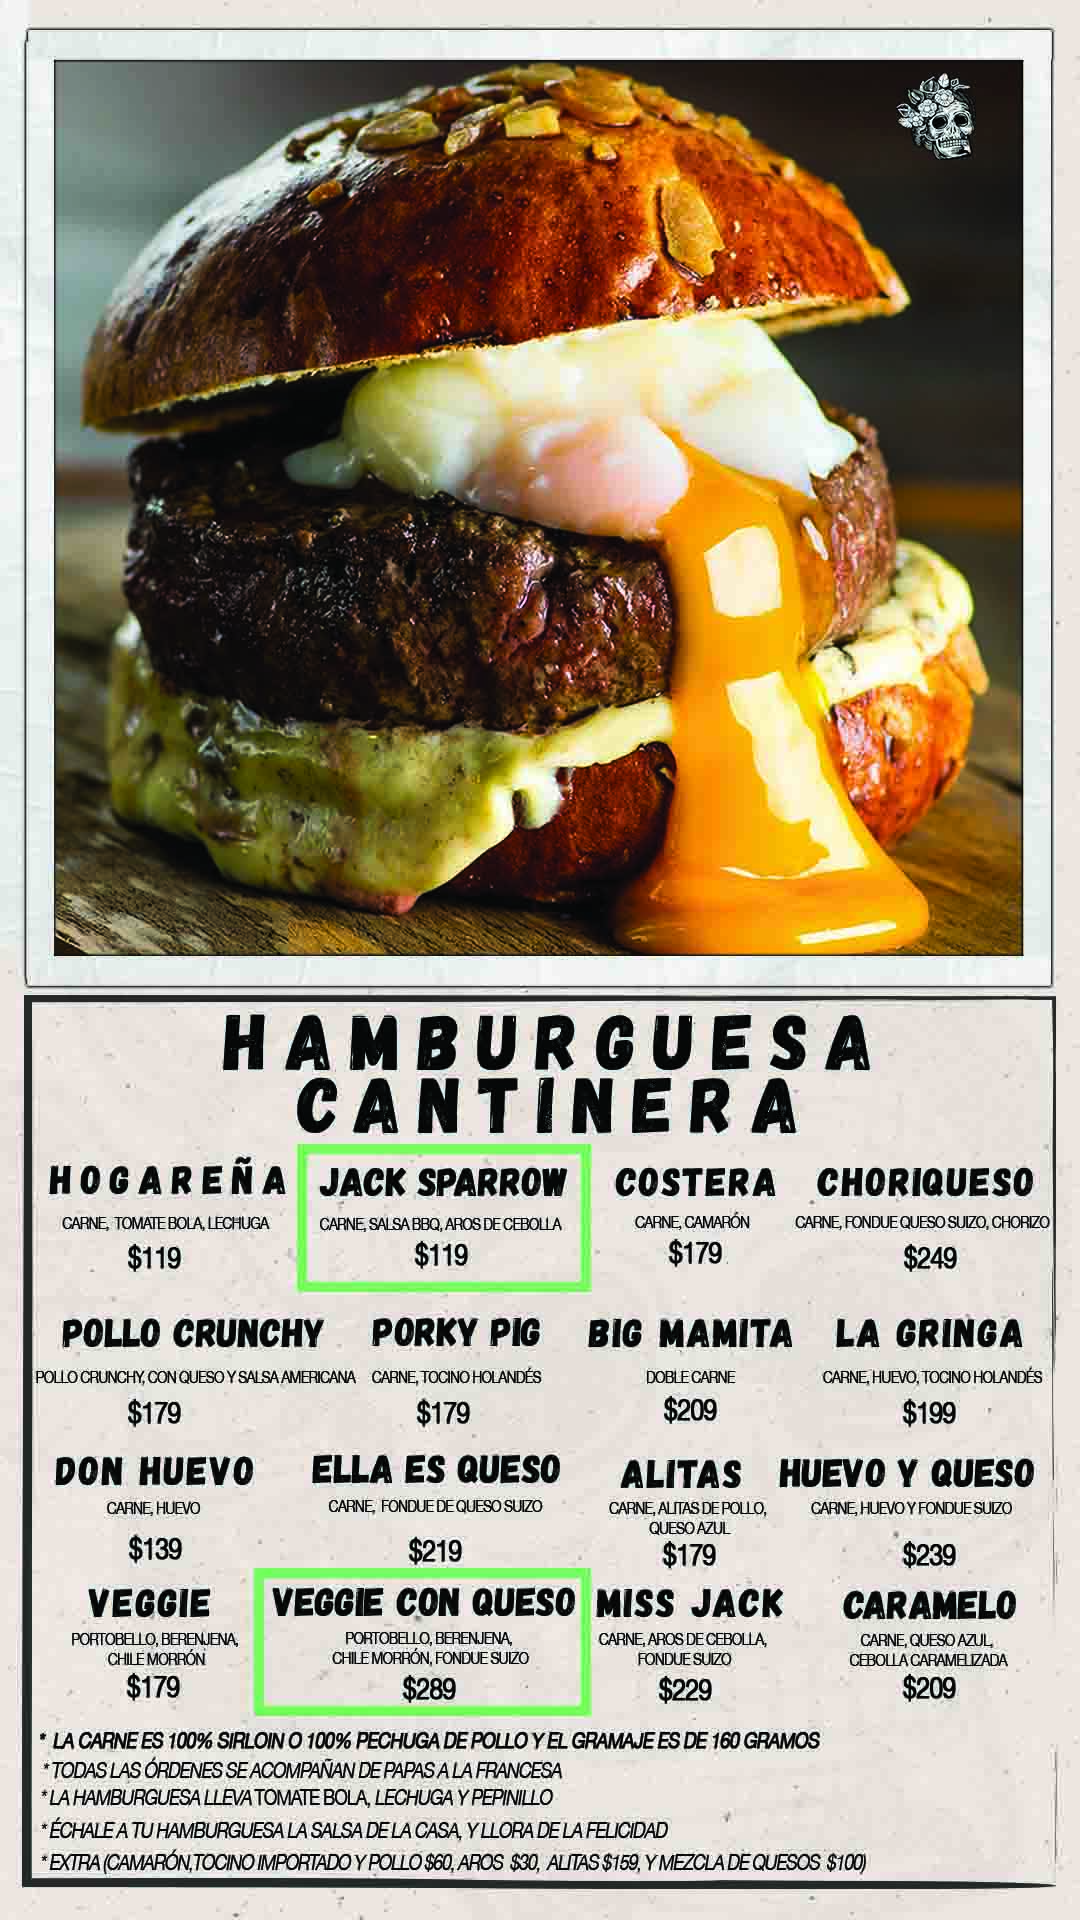 HAMBURGUESA
CANTINERA
HOGAREÑA
CARNE, TOMATE BOLA, LECHUGA
$119
JACK SPARROW
CARNE, SALSA BBQ, AROS DE CEBOLLA
$119
COSTERA
CARNE, CAMARÓN
$179
CHORIQUESO
CARNE, FONDUE QUESO SUIZO, CHORIZO
$249
POLLO CRUNCHY
POLLO CRUNCHY, CON QUESO Y SALSA AMERICANA
$179
PORKY PIG
CARNE, TOCINO HOLANDÉS
$179
BIG MAMITA
DOBLE CARNE
$209
LA GRINGA
CARNE, HUEVO, TOCINO HOLANDÉS
$199
DON HUEVO
CARNE, HUEVO
$139
ELLA ES QUESO
CARNE, FONDUE DE QUESO SUIZO
$219
ALITAS
CARNE, ALITAS DE POLLO,
QUESO AZUL
$179
HUEVO Y QUESO
CARNE, HUEVO Y FONDUE SUIZO
$239
VEGGIE
PORTOBELLO, BERENJENA,
CHILE MORRÓN
$179
VEGGIE CON QUESO
PORTOBELLO, BERENJENA,
CHILE MORRÓN, FONDUE SUIZO
$289
MISS JACK
CARNE, AROS DE CEBOLLA,
FONDUE SUIZO
$229
CARAMELO
CARNE, QUESO AZUL,
CEBOLLA CARAMELIZADA
$209
* LA CARNE ES 100% SIRLOIN O 100% PECHUGA DE POLLO Y EL GRAMAJE ES DE 160 GRAMOS
* TODAS LAS ÓRDENES SE ACOMPAÑAN DE PAPAS A LA FRANCESA
* LA HAMBURGUESA LLEVA TOMATE BOLA, LECHUGA Y PEPINILLO
* ÉCHALE A TU HAMBURGUESA LA SALSA DE LA CASA, Y LLORA DE LA FELICIDAD
* EXTRA (CAMARÓN, TOCINO IMPORTADO Y POLLO $60, AROS $30, ALITAS $159, Y MEZCLA DE QUESOS $100)